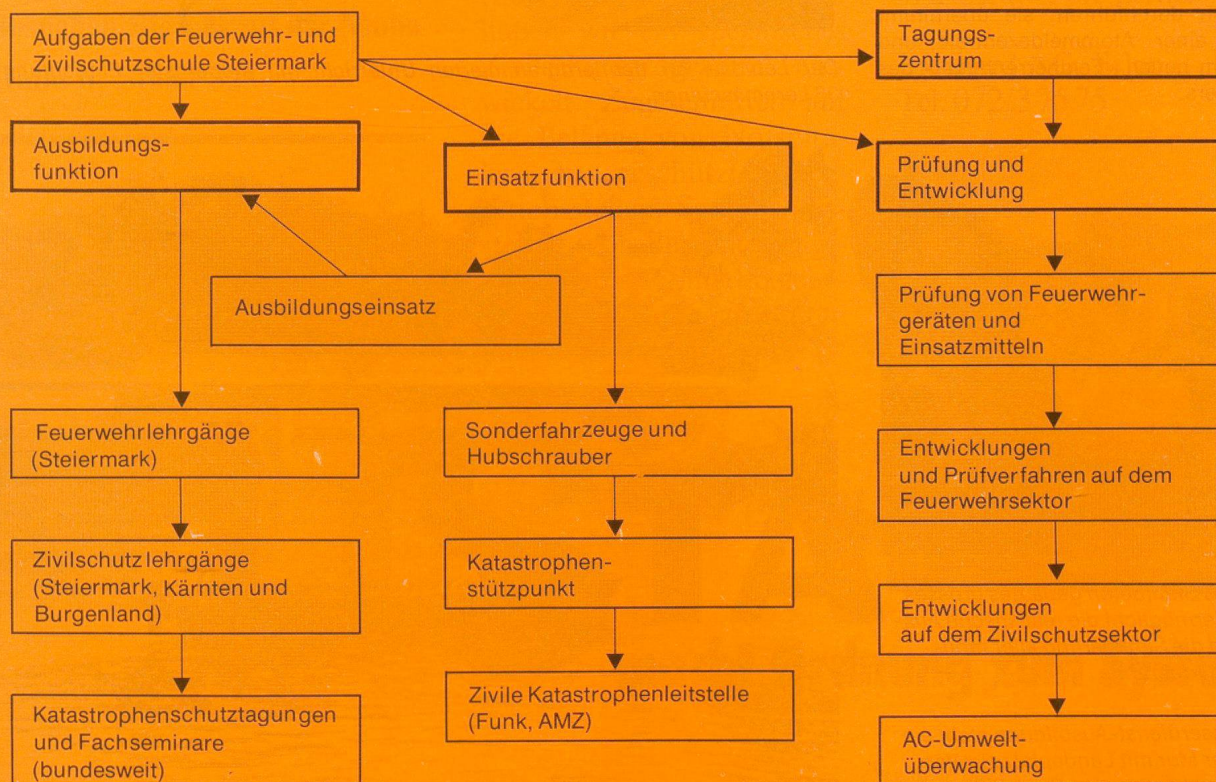 Aufgaben der Feuerwehr- und
Zivilschutzschule Steiermark
Tagungs-
zentrum
Ausbildungs-
funktion
Einsatzfunktion
Prüfung und
Entwicklung
Ausbildungseinsatz
Prüfung von Feuerwehr-
geräten und
Einsatzmitteln
Feuerwehrlehrgänge
(Steiermark)
Sonderfahrzeuge und
Hubschrauber
Entwicklungen
und Prüfverfahren auf dem
Feuerwehrsektor
Zivilschutzlehrgänge
(Steiermark, Kärnten und
Burgenland)
Katastrophen-
stützpunkt
Entwicklungen
auf dem Zivilschutzsektor
Katastrophenschutztagungen
und Fachseminare
(bundesweit)
Zivile Katastrophenleitstelle
(Funk, AMZ)
AC-Umwelt-
überwachung